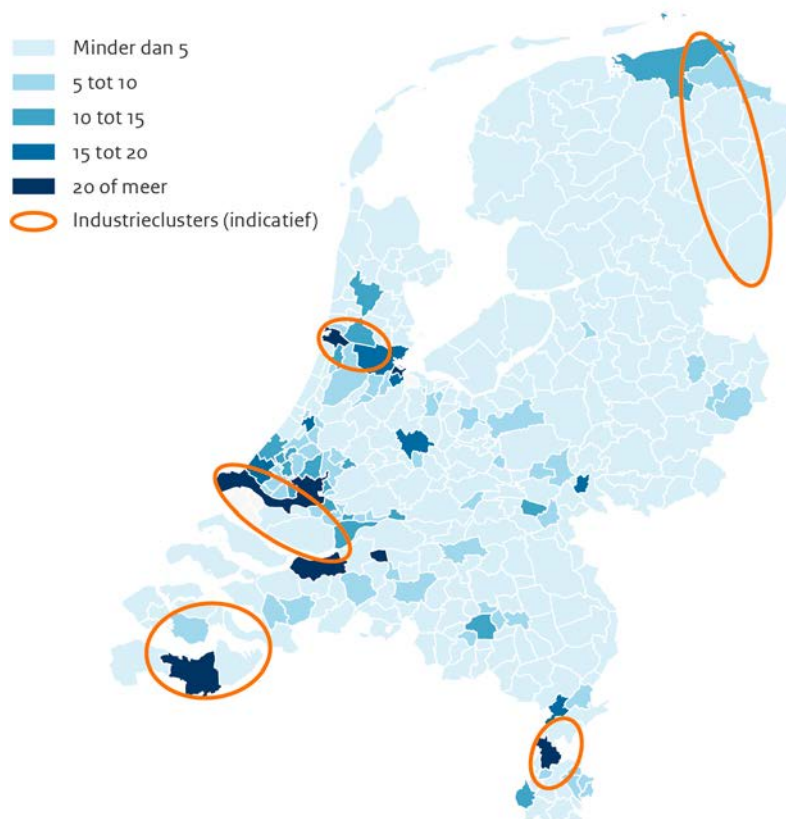 Minder dan 5
5 tot 10
10 tot 15
15 tot 20
20 of meer
Industrieclusters (indicatief)